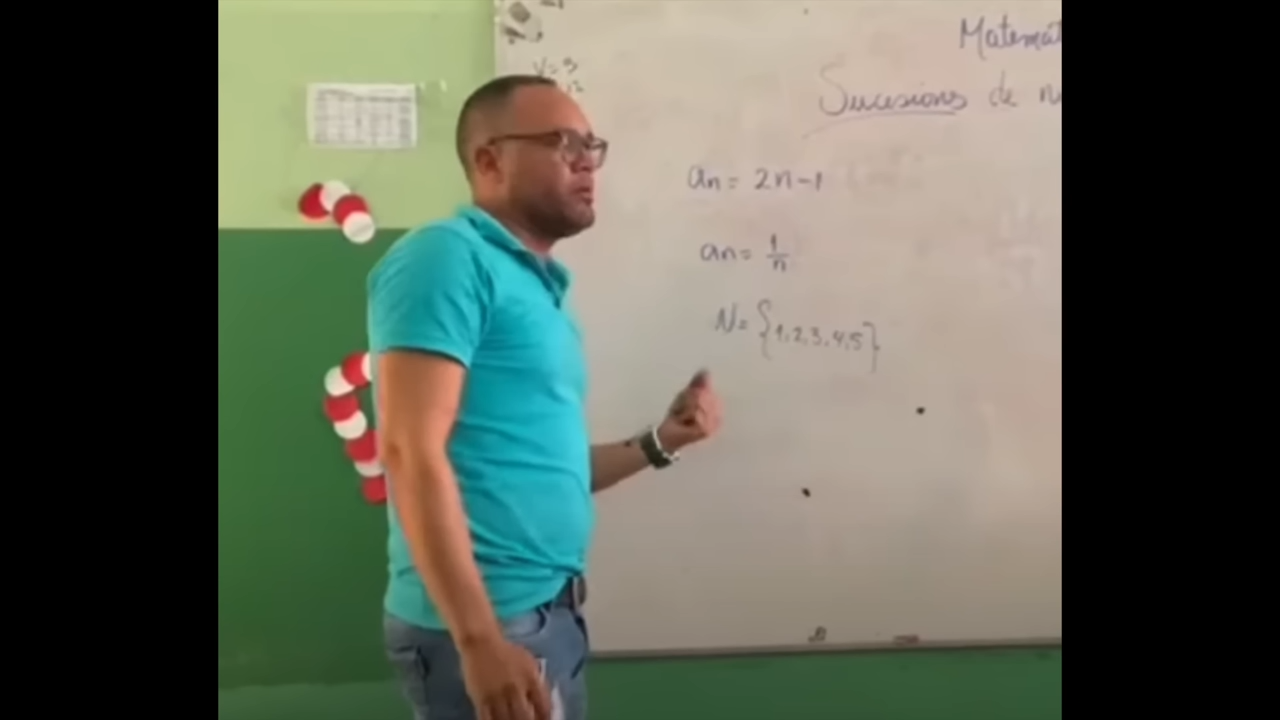 Matemát
Sucesions de n
an = 2n-1
an = 1/n
N = {1,2,3,4,5}